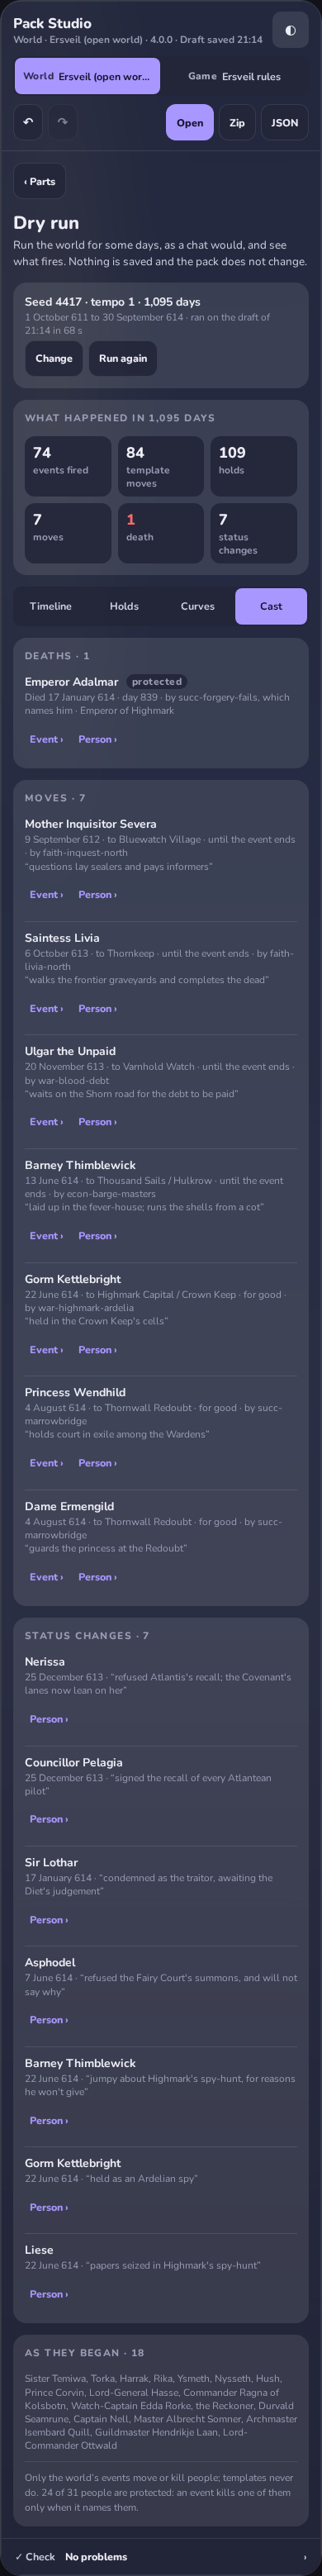 Pack Studio
World · Ersveil (open world) · 4.0.0 · Draft saved 21:14
World Ersveil (open wor...
Game Ersveil rules
Open
Zip
JSON
‹ Parts
Dry run
Run the world for some days, as a chat would, and see
what fires. Nothing is saved and the pack does not change.
Seed 4417 · tempo 1 · 1,095 days
1 October 611 to 30 September 614 · ran on the draft of
21:14 in 68 s
Change
Run again
WHAT HAPPENED IN 1,095 DAYS
74
events fired
84
template
moves
109
holds
7
moves
1
death
7
status
changes
Timeline
Holds
Curves
Cast
DEATHS · 1
Emperor Adalmar protected
Died 17 January 614 · day 839 · by succ-forgery-fails, which
names him · Emperor of Highmark
Event › Person ›
MOVES · 7
Mother Inquisitor Severa
9 September 612 · to Bluewatch Village · until the event ends
· by faith-inquest-north
“questions lay sealers and pays informers”
Event › Person ›
Saintess Livia
6 October 613 · to Thornkeep · until the event ends · by faith-
livia-north
“walks the frontier graveyards and completes the dead”
Event › Person ›
Ulgar the Unpaid
20 November 613 · to Varnhold Watch · until the event ends ·
by war-blood-debt
“waits on the Shorn road for the debt to be paid”
Event › Person ›
Barney Thimblewick
13 June 614 · to Thousand Sails / Hulkrow · until the event
ends · by econ-barge-masters
“laid up in the fever-house; runs the shells from a cot”
Event › Person ›
Gorm Kettlebright
22 June 614 · to Highmark Capital / Crown Keep · for good ·
by war-highmark-ardelia
“held in the Crown Keep's cells”
Event › Person ›
Princess Wendhild
4 August 614 · to Thornwall Redoubt · for good · by succ-
marrowbridge
“holds court in exile among the Wardens”
Event › Person ›
Dame Ermengild
4 August 614 · to Thornwall Redoubt · for good · by succ-
marrowbridge
“guards the princess at the Redoubt”
Event › Person ›
STATUS CHANGES · 7
Nerissa
25 December 613 · “refused Atlantis's recall; the Covenant's
lanes now lean on her”
Person ›
Councillor Pelagia
25 December 613 · “signed the recall of every Atlantean
pilot”
Person ›
Sir Lothar
17 January 614 · “condemned as the traitor, awaiting the
Diet's judgement”
Person ›
Asphodel
7 June 614 · “refused the Fairy Court's summons, and will not
say why”
Person ›
Barney Thimblewick
22 June 614 · “jumpy about Highmark's spy-hunt, for reasons
he won't give”
Person ›
Gorm Kettlebright
22 June 614 · “held as an Ardelian spy”
Person ›
Liese
22 June 614 · “papers seized in Highmark's spy-hunt”
Person ›
AS THEY BEGAN · 18
Sister Temiwa, Torka, Harrak, Rika, Ysmeth, Nysseth, Hush,
Prince Corvin, Lord-General Hasse, Commander Ragna of
Kolsbotn, Watch-Captain Edda Rorke, the Reckoner, Durvald
Seamrune, Captain Nell, Master Albrecht Somner, Archmaster
Isembard Quill, Guildmaster Hendrikje Laan, Lord-
Commander Ottwald
Only the world's events move or kill people; templates never
do. 24 of 31 people are protected: an event kills one of them
only when it names them.
✓ Check No problems ›